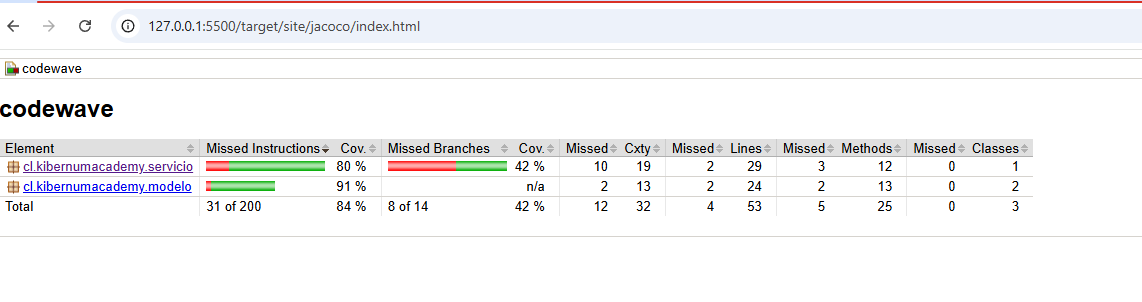 127.0.0.1:5500/target/site/jacoco/index.html
codewave
codewave
Element Missed Instructions Cov. Missed Branches Cov. Missed Cxty Missed Lines Missed Methods Missed Classes
cl.kibernumacademy.servicio 80 % 42 % 10 19 2 29 3 12 0 1
cl.kibernumacademy.modelo 91 % n/a 2 13 2 24 2 13 0 2
Total 31 of 200 84 % 8 of 14 42 % 12 32 4 53 5 25 0 3